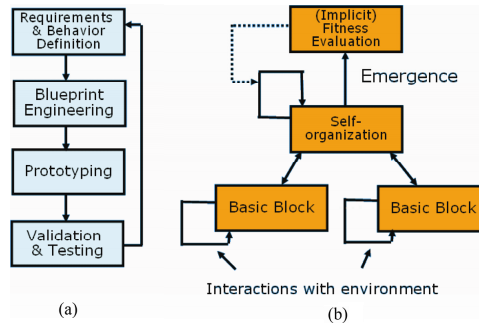 Requirements
& Behavior
Definition
Blueprint
Engineering
Prototyping
Validation
& Testing
(a)
(Implicit)
Fitness
Evaluation
Emergence
Self-
organization
Basic Block
Basic Block
Interactions with environment
(b)